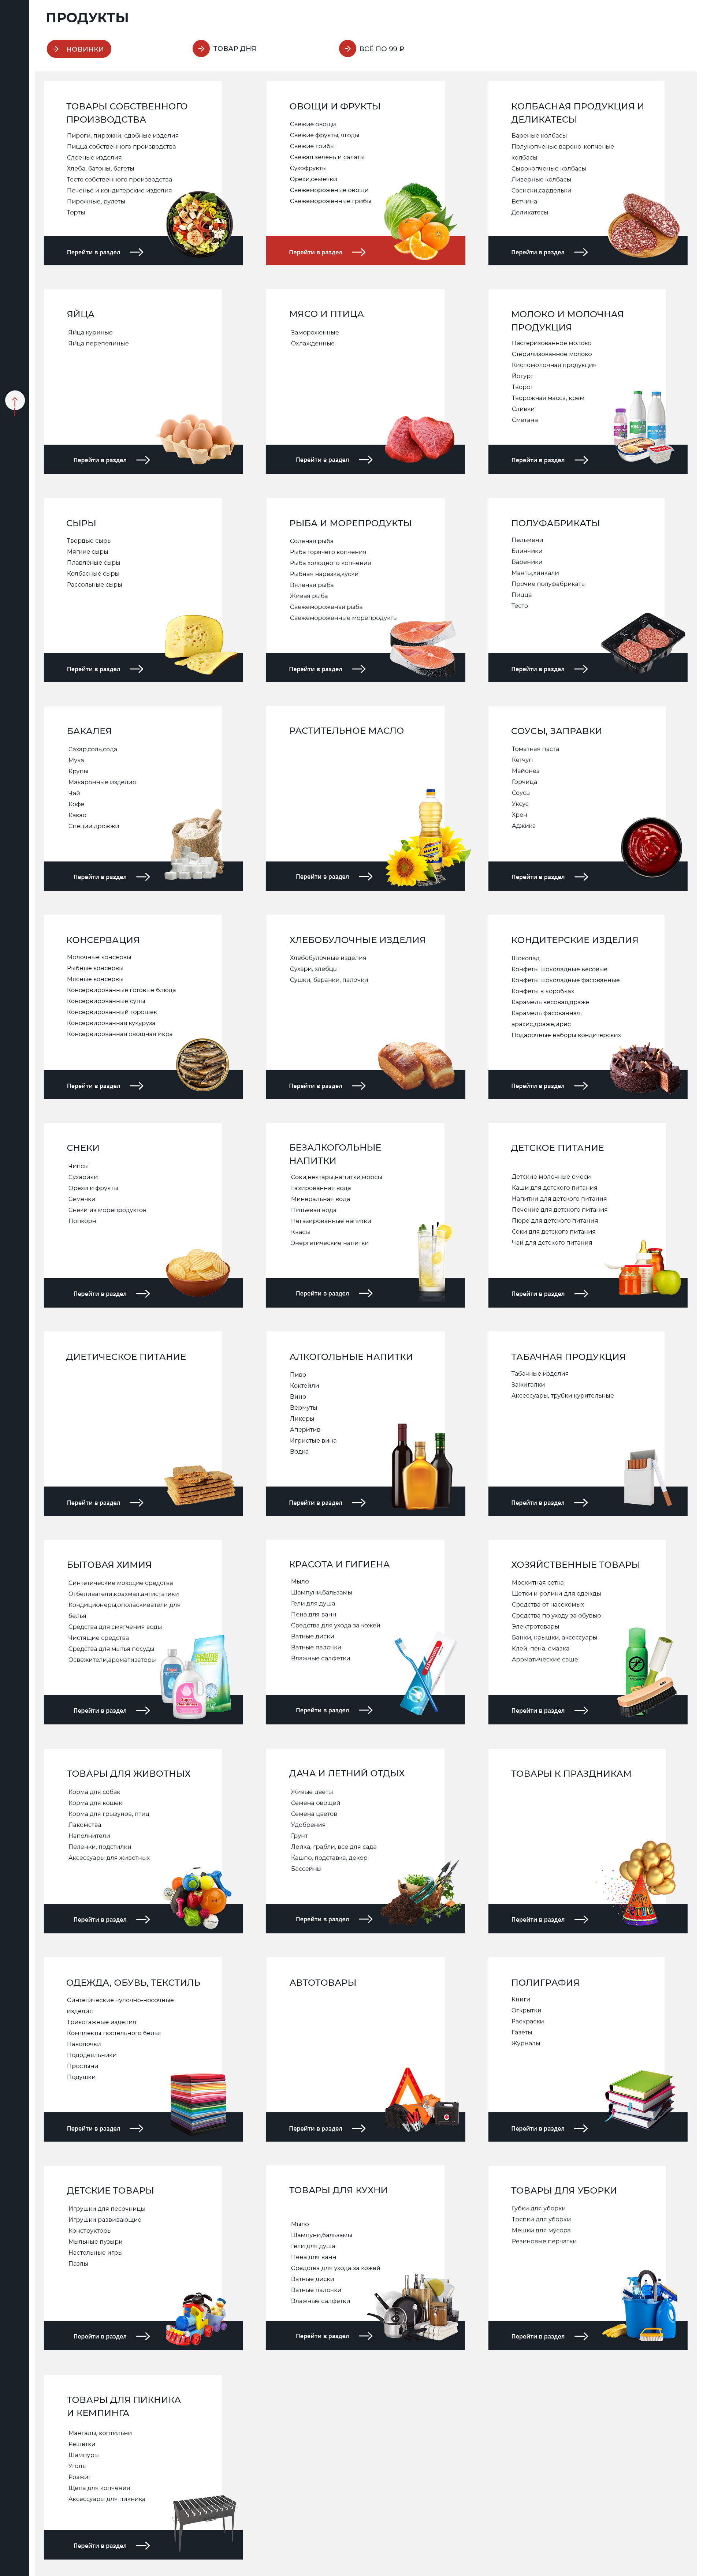 ПРОДУКТЫ
НОВИНКИ
ТОВАР ДНЯ
ВСЁ ПО 99 ₽
ТОВАРЫ СОБСТВЕННОГО
ПРОИЗВОДСТВА
Пироги, пирожки, сдобные изделия
Пицца собственного производства
Слоеные изделия
Хлеба, батоны, багеты
Тесто собственного производства
Печенье и кондитерские изделия
Пирожные, рулеты
Торты
Перейти в раздел
ОВОЩИ И ФРУКТЫ
Свежие овощи
Свежие фрукты, ягоды
Свежие грибы
Свежая зелень и салаты
Сухофрукты
Орехи,семечки
Свежемороженые овощи
Свежемороженные грибы
Перейти в раздел
КОЛБАСНАЯ ПРОДУКЦИЯ И
ДЕЛИКАТЕСЫ
Вареные колбасы
Полукопченые,варено-копченые
колбасы
Сырокопченые колбасы
Ливерные колбасы
Сосиски,сардельки
Ветчина
Деликатесы
Перейти в раздел
ЯЙЦА
Яйца куриные
Яйца перепелиные
Перейти в раздел
МЯСО И ПТИЦА
Замороженные
Охлажденные
Перейти в раздел
МОЛОКО И МОЛОЧНАЯ
ПРОДУКЦИЯ
Пастеризованное молоко
Стерилизованное молоко
Кисломолочная продукция
Йогурт
Творог
Творожная масса, крем
Сливки
Сметана
Перейти в раздел
СЫРЫ
Твердые сыры
Мягкие сыры
Плавленые сыры
Колбасные сыры
Рассольные сыры
Перейти в раздел
РЫБА И МОРЕПРОДУКТЫ
Соленая рыба
Рыба горячего копчения
Рыба холодного копчения
Рыбная нарезка,куски
Вяленая рыба
Живая рыба
Свежемороженая рыба
Свежемороженные морепродукты
Перейти в раздел
ПОЛУФАБРИКАТЫ
Пельмени
Блинчики
Вареники
Манты,хинкали
Прочие полуфабрикаты
Пицца
Тесто
Перейти в раздел
БАКАЛЕЯ
Сахар,соль,сода
Мука
Крупы
Макаронные изделия
Чай
Кофе
Какао
Специи,дрожжи
Перейти в раздел
РАСТИТЕЛЬНОЕ МАСЛО
МАСЛО
Перейти в раздел
СОУСЫ, ЗАПРАВКИ
Томатная паста
Кетчуп
Майонез
Горчица
Соусы
Уксус
Хрен
Аджика
Перейти в раздел
КОНСЕРВАЦИЯ
Молочные консервы
Рыбные консервы
Мясные консервы
Консервированные готовые блюда
Консервированные супы
Консервированный горошек
Консервированная кукуруза
Консервированная овощная икра
Перейти в раздел
ХЛЕБОБУЛОЧНЫЕ ИЗДЕЛИЯ
Хлебобулочные изделия
Сухари, хлебцы
Сушки, баранки, палочки
Перейти в раздел
КОНДИТЕРСКИЕ ИЗДЕЛИЯ
Шоколад
Конфеты шоколадные весовые
Конфеты шоколадные фасованные
Конфеты в коробках
Карамель весовая,драже
Карамель фасованная,
арахис,драже,ирис
Подарочные наборы кондитерских
Перейти в раздел
СНЕКИ
Чипсы
Сухарики
Орехи и фрукты
Семечки
Снеки из морепродуктов
Попкорн
Перейти в раздел
БЕЗАЛКОГОЛЬНЫЕ
НАПИТКИ
Соки,нектары,напитки,морсы
Газированная вода
Минеральная вода
Питьевая вода
Негазированные напитки
Квасы
Энергетические напитки
Перейти в раздел
ДЕТСКОЕ ПИТАНИЕ
Детские молочные смеси
Каши для детского питания
Напитки для детского питания
Печение для детского питания
Пюре для детского питания
Соки для детского питания
Чай для детского питания
Перейти в раздел
ДИЕТИЧЕСКОЕ ПИТАНИЕ
Перейти в раздел
АЛКОГОЛЬНЫЕ НАПИТКИ
Пиво
Коктейли
Вино
Вермуты
Ликеры
Аперитив
Игристые вина
Водка
Перейти в раздел
ТАБАЧНАЯ ПРОДУКЦИЯ
Табачные изделия
Зажигалки
Аксессуары, трубки курительные
Перейти в раздел
БЫТОВАЯ ХИМИЯ
Синтетические моющие средства
Отбеливатели,крахмал,антистатики
Кондиционеры,ополаскиватели для
белья
Средства для смягчения воды
Чистящие средства
Средства для мытья посуды
Освежители,ароматизаторы
Перейти в раздел
КРАСОТА И ГИГИЕНА
Мыло
Шампуни,бальзамы
Гели для душа
Пена для ванн
Средства для ухода за кожей
Ватные диски
Ватные палочки
Влажные салфетки
Перейти в раздел
ХОЗЯЙСТВЕННЫЕ ТОВАРЫ
Москитная сетка
Щетки и ролики для одежды
Средства от насекомых
Средства по уходу за обувью
Электротовары
Банки, крышки, аксессуары
Клей, пена, смазка
Ароматические саше
Перейти в раздел
ТОВАРЫ ДЛЯ ЖИВОТНЫХ
Корма для собак
Корма для кошек
Корма для грызунов, птиц
Лакомства
Наполнители
Пеленки, подстилки
Аксессуары для животных
Перейти в раздел
ДАЧА И ЛЕТНИЙ ОТДЫХ
Живые цветы
Семена овощей
Семена цветов
Удобрения
Грунт
Лейка, грабли, все для сада
Кашпо, подставка, декор
Бассейны
Перейти в раздел
ТОВАРЫ К ПРАЗДНИКАМ
Перейти в раздел
ОДЕЖДА, ОБУВЬ, ТЕКСТИЛЬ
Синтетические чулочно-носочные
изделия
Трикотажные изделия
Комплекты постельного белья
Наволочки
Пододеяльники
Простыни
Подушки
Перейти в раздел
АВТОТОВАРЫ
Перейти в раздел
ПОЛИГРАФИЯ
Книги
Открытки
Раскраски
Газеты
Журналы
Перейти в раздел
ДЕТСКИЕ ТОВАРЫ
Игрушки для песочницы
Игрушки развивающие
Конструкторы
Мыльные пузыри
Настольные игры
Пазлы
Перейти в раздел
ТОВАРЫ ДЛЯ КУХНИ
Мыло
Шампуни,бальзамы
Гели для душа
Пена для ванн
Средства для ухода за кожей
Ватные диски
Ватные палочки
Влажные салфетки
Перейти в раздел
ТОВАРЫ ДЛЯ УБОРКИ
Губки для уборки
Тряпки для уборки
Мешки для мусора
Резиновые перчатки
Перейти в раздел
ТОВАРЫ ДЛЯ ПИКНИКА
И КЕМПИНГА
Мангалы, коптильни
Решетки
Шампуры
Уголь
Розжиг
Щепа для копчения
Аксессуары для пикника
Перейти в раздел